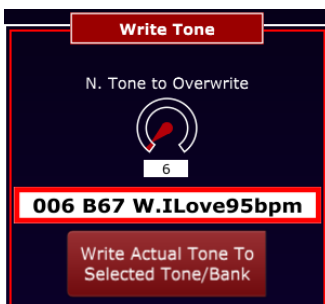 Write Tone
N. Tone to Overwrite
6
006 B67 W.ILove95bpm
Write Actual Tone To
Selected Tone/Bank